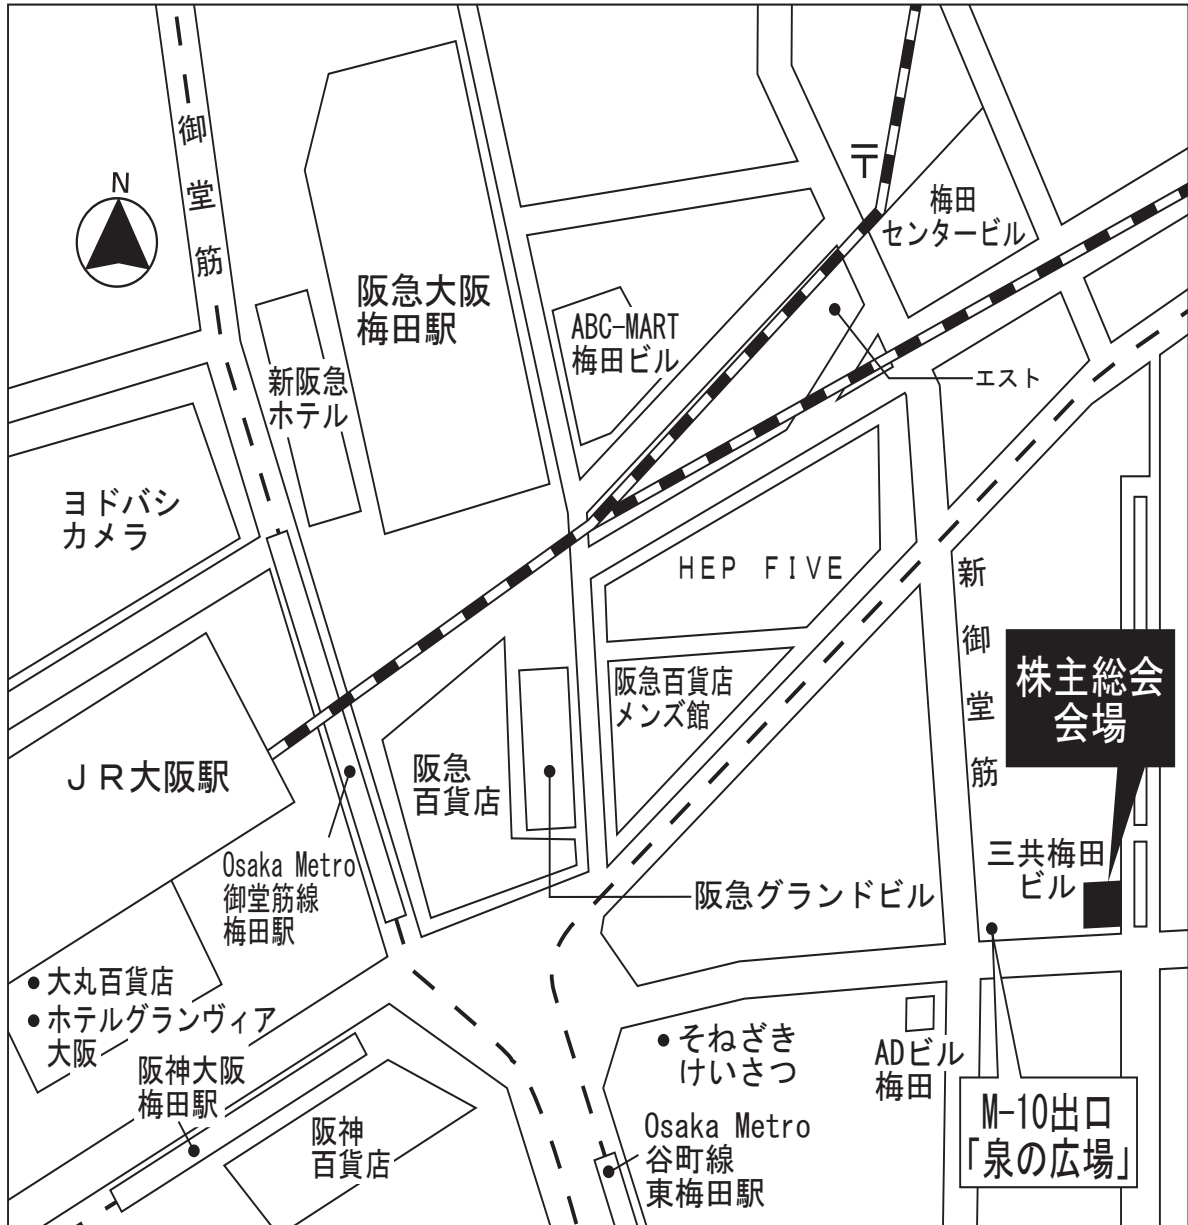 御堂筋
N
〒
梅田
センタービル
阪急大阪
梅田駅
ABC-MART
梅田ビル
新阪急
ホテル
エスト
ヨドバシ
カメラ
HEP FIVE
新御堂筋
株主総会
会場
阪急百貨店
メンズ館
JR大阪駅
阪急
百貨店
Osaka Metro
御堂筋線
梅田駅
三共梅田
ビル
阪急グランドビル
大丸百貨店
ホテルグランヴィア
大阪
そねざき
けいさつ
ADビル
梅田
阪神大阪
梅田駅
M-10出口
「泉の広場」
阪神
百貨店
Osaka Metro
谷町線
東梅田駅